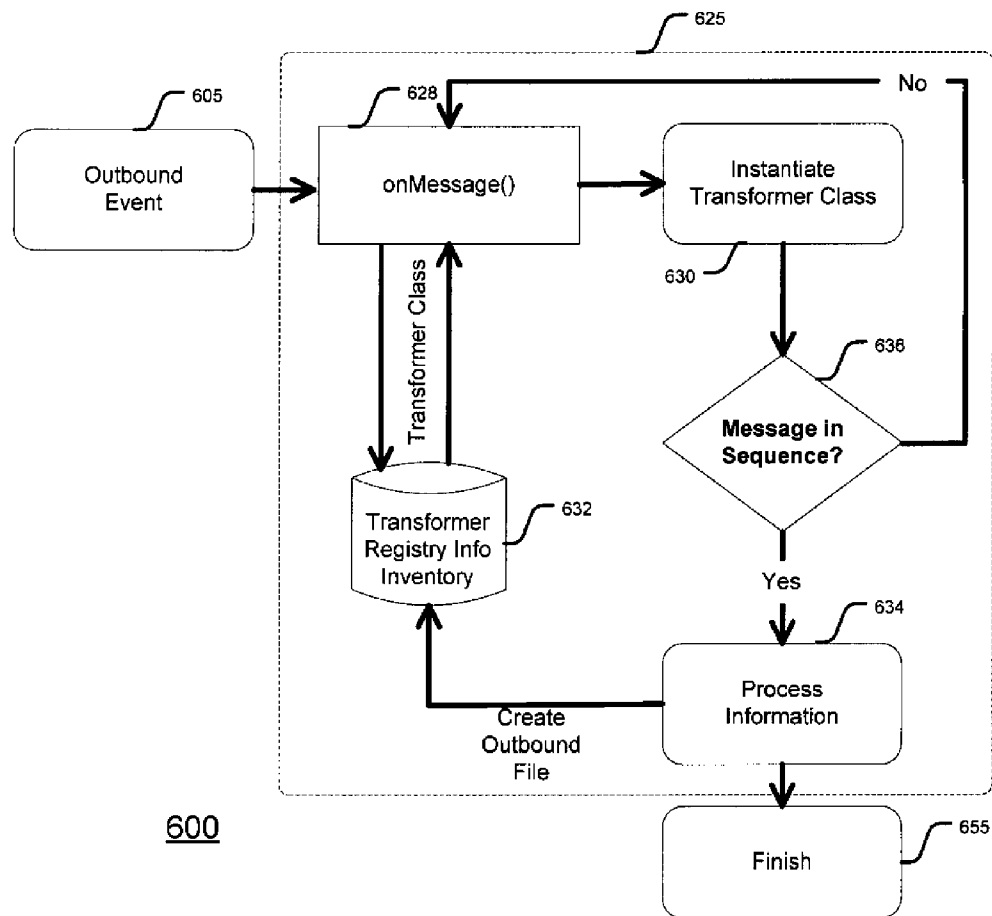 625
No
605
628
Outbound
Event
onMessage()
Instantiate
Transformer Class
630
Transformer Class
636
Message in
Sequence?
Transformer
Registry Info
Inventory
632
Yes
634
Process
Information
Create
Outbound
File
600
Finish
655